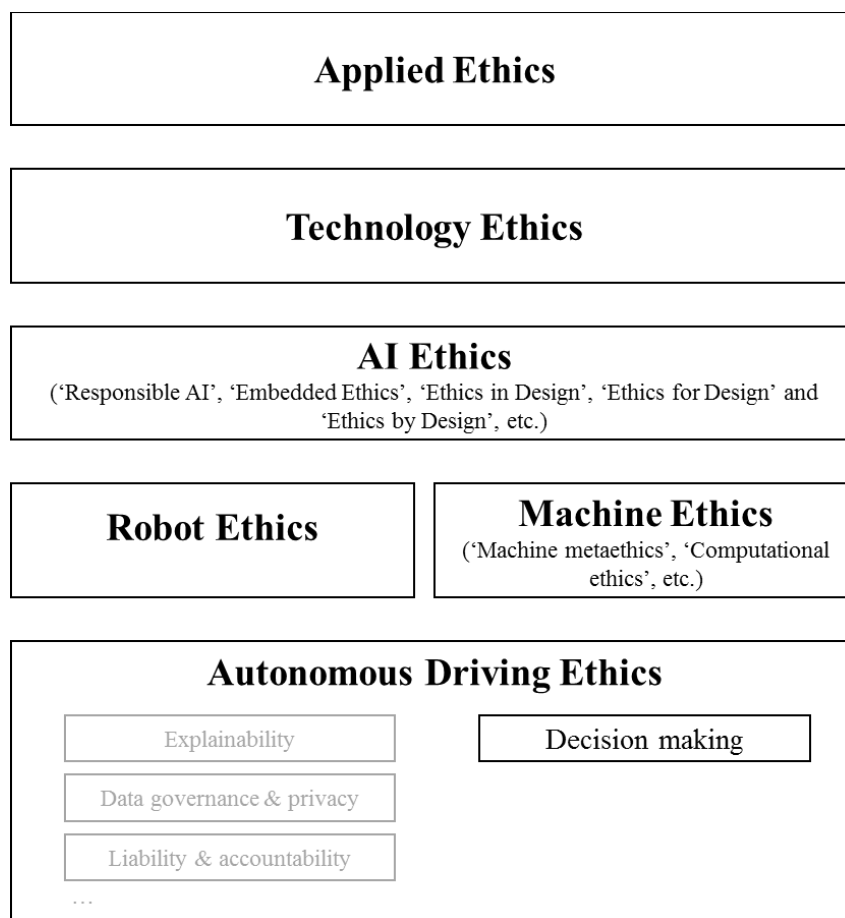 Applied Ethics
Technology Ethics
AI Ethics
(‘Responsible AI’, ‘Embedded Ethics’, ‘Ethics in Design’, ‘Ethics for Design’ and
‘Ethics by Design’, etc.)
Robot Ethics
Machine Ethics
(‘Machine metaethics’, ‘Computational
ethics’, etc.)
Autonomous Driving Ethics
Explainability
Decision making
Data governance & privacy
Liability & accountability
…